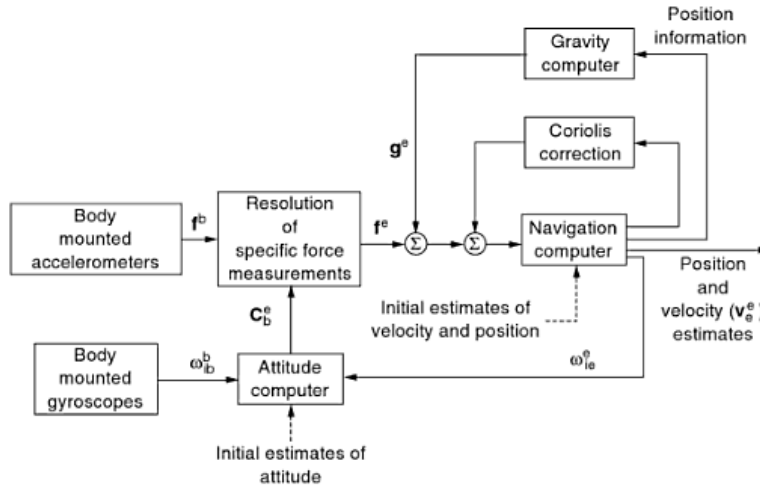 Position
information
Gravity
computer
g^e
Coriolis
correction
Body
mounted
accelerometers
f^b
Resolution
of
specific force
measurements
f^e
Σ
Σ
Navigation
computer
Position
and
velocity (v_e^e)
estimates
Initial estimates of
velocity and position
C_b^e
Body
mounted
gyroscopes
ω_ib^b
Attitude
computer
ω_ie^e
Initial estimates of
attitude